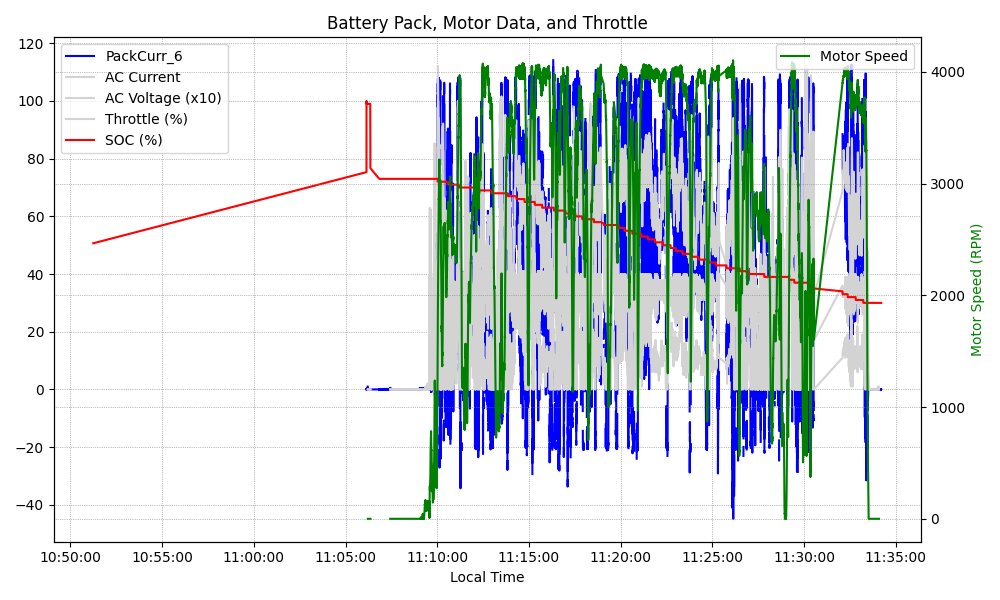 Battery Pack, Motor Data, and Throttle
PackCurr_6
AC Current
AC Voltage (x10)
Throttle (%)
SOC (%)
Motor Speed
120
100
80
60
40
20
0
−20
−40
4000
3000
2000
1000
0
Motor Speed (RPM)
10:50:00 10:55:00 11:00:00 11:05:00 11:10:00 11:15:00 11:20:00 11:25:00 11:30:00 11:35:00
Local Time